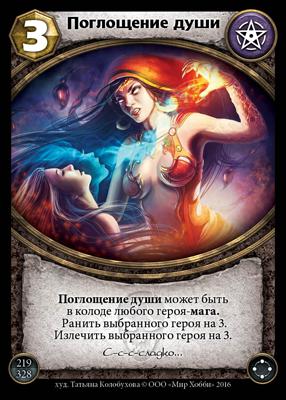 3
Поглощение души
Поглощение души может быть
в колоде любого героя-мага.
Ранить выбранного героя на 3.
Излечить выбранного героя на 3.
С-с-с-сладко...
219
328
худ. Татьяна Колобухова © ООО «Мир Хобби» 2016